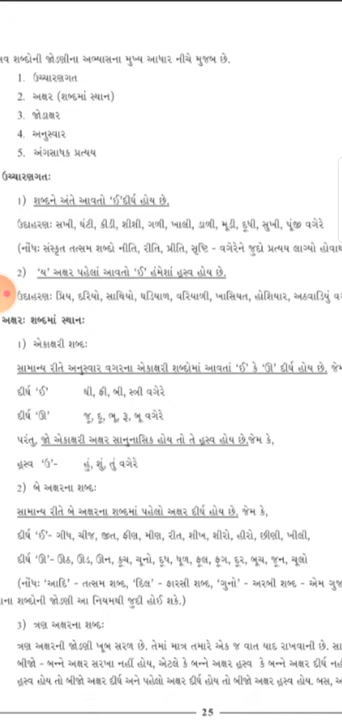 શબ્દોની જોડણીના અભ્યાસના મુખ્ય આધાર નીચે મુજબ છે.
1. ઉચ્ચારણગત
2. અક્ષર (શબ્દમાં સ્થાન)
3. જોડાક્ષર
4. અનુસ્વાર
5. અંગસાધક પ્રત્યય
ઉચ્ચારણગતઃ
1) શબ્દને અંતે આવતો ‘ઈ’દીર્ઘ હોય છે.
ઉદાહરણઃ સખી, ઘંટી, કીડી, શીશી, ગળી, ખાલી, ડાળી, મૂડી, દૂધી, સુખી, પૂંજી વગેરે
(નોંધઃ સંસ્કૃત તત્સમ શબ્દો નીતિ, રીતિ, પ્રીતિ, સૃષ્ટિ - વગેરેને જુદો પ્રત્યય લાગ્યો
2) ‘ય’ અક્ષર પહેલાં આવતો ‘ઈ’ હંમેશાં હ્રસ્વ હોય છે.
ઉદાહરણઃ પ્રિય, દરિયો, સાથિયો, ઘડિયાળ, વરિયાળી, ખાસિયત, હોશિયાર, અઠવાડિયું
અક્ષરઃ શબ્દમાં સ્થાનઃ
1) એકાક્ષરી શબ્દઃ
સામાન્ય રીતે અનુસ્વાર વગરના એકાક્ષરી શબ્દોમાં આવતાં ‘ઈ’ કે ‘ઊ’ દીર્ઘ હોય છે.
દીર્ઘ ‘ઈ’ ઘી, ફી, બી, સ્ત્રી વગેરે
દીર્ઘ ‘ઊ’ જૂ, દૂ, ભૂ, રૂ, બૂ વગેરે
પરંતુ, જો એકાક્ષરી અક્ષર સાનુનાસિક હોય તો તે હ્રસ્વ હોય છે.જેમ કે,
હ્રસ્વ ‘ઉ’- હું, શું, તું વગેરે
2) બે અક્ષરના શબ્દઃ
સામાન્ય રીતે બે અક્ષરના શબ્દમાં પહેલો અક્ષર દીર્ઘ હોય છે. જેમ કે,
દીર્ઘ ‘ઈ’- ગીધ, ચીજ, જીત, ફીણ, મીણ, રીત, શીખ, શીરો, હીરો, છીણી, ખીલી,
દીર્ઘ ‘ઊ’- ઊઠ, ઊડ, ઊન, કૂચ, ચૂનો, દૂધ, ધૂળ, ફૂલ, ફૂગ, દૂર, બૂચ, જૂન, ચૂલો
(નોંધઃ ‘આદિ’ - તત્સમ શબ્દ, ‘દિલ’ - ફારસી શબ્દ, ‘ગુનો’ - અરબી શબ્દ - એમ
શબ્દોની જોડણી આ નિયમથી જુદી હોઈ શકે.)
3) ત્રણ અક્ષરના શબ્દઃ
ત્રણ અક્ષરની જોડણી ખૂબ સરળ છે. તેમાં માત્ર તમારે એક જ વાત યાદ રાખવાની છે.
બીજો - બન્ને અક્ષર સરખા નહીં હોય, એટલે કે બન્ને અક્ષર હ્રસ્વ કે બન્ને અક્ષર દીર્ઘ
હ્રસ્વ હોય તો બીજો અક્ષર દીર્ઘ અને પહેલો અક્ષર દીર્ઘ હોય તો બીજો અક્ષર હ્રસ્વ હોય. બસ,
25